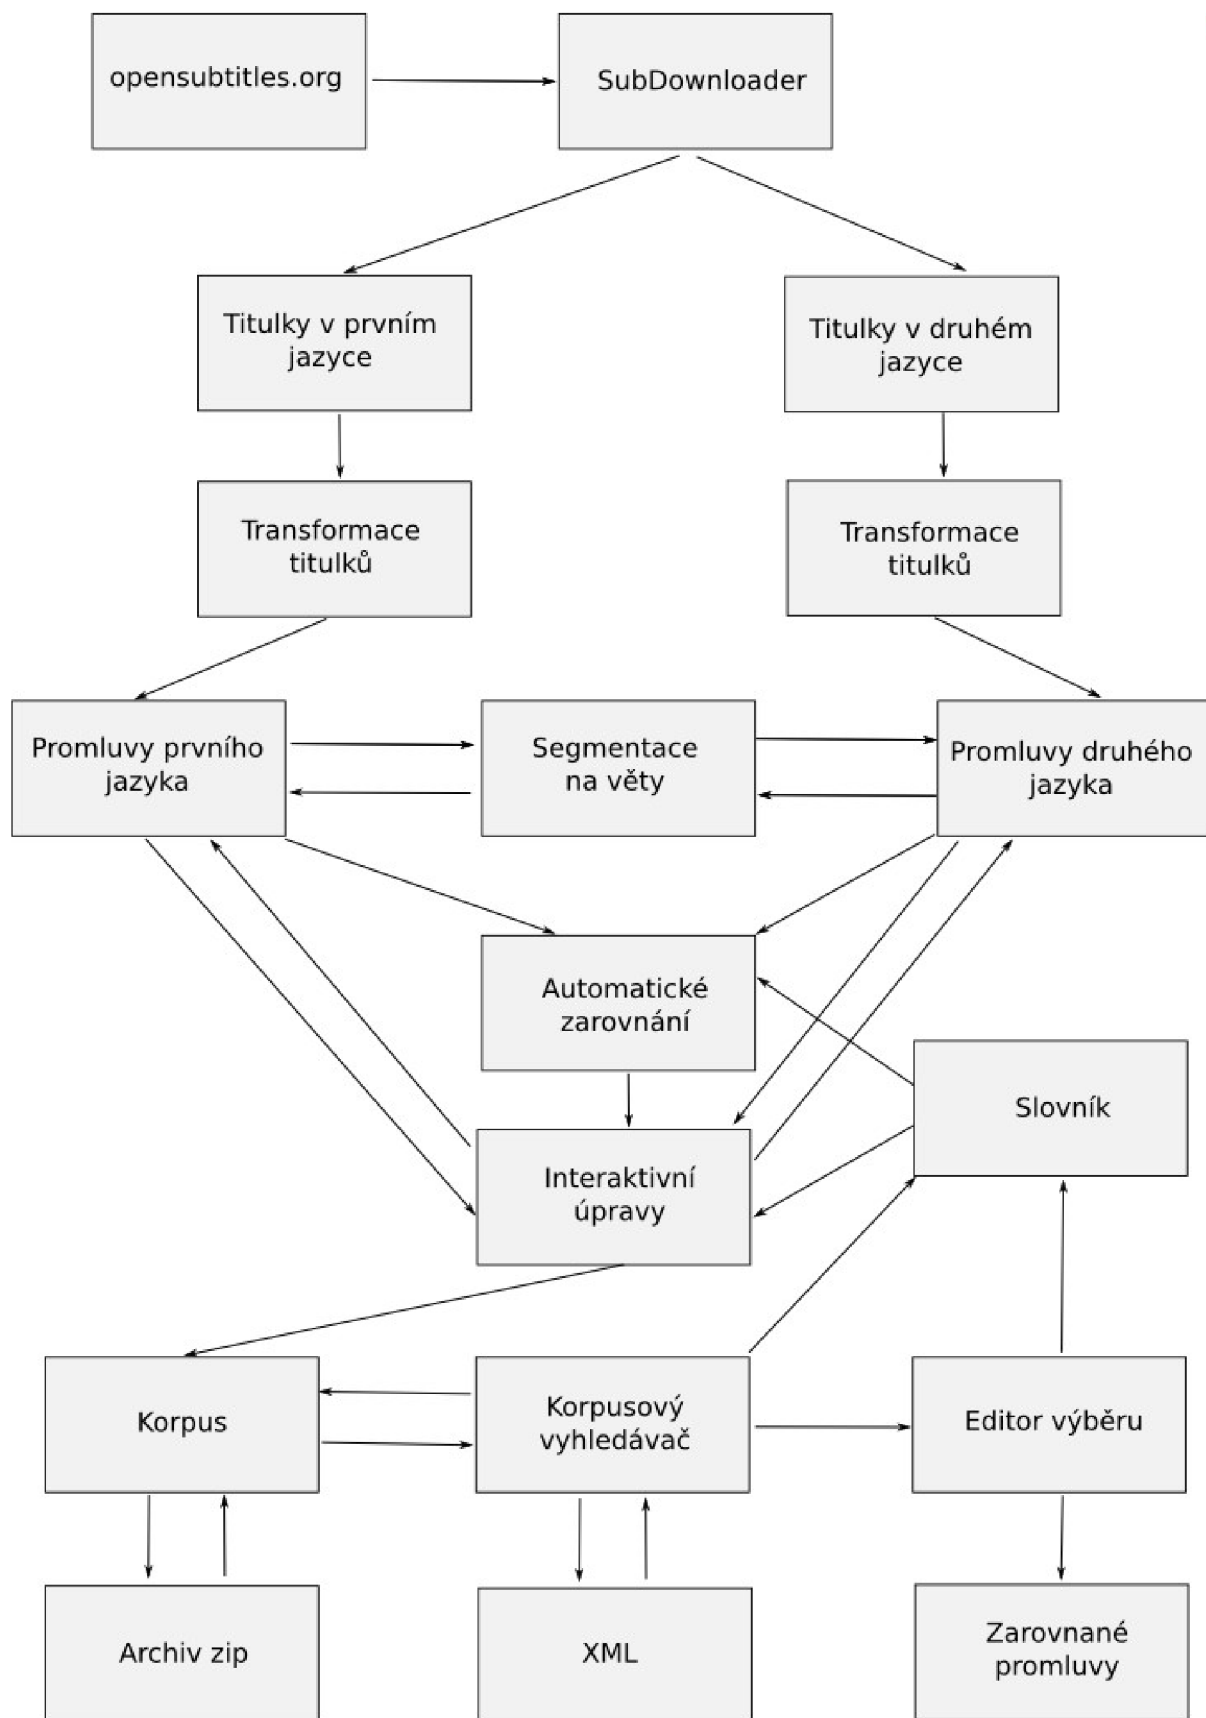 opensubtitles.org
SubDownloader
Titulky v prvním
jazyce
Titulky v druhém
jazyce
Transformace
titulků
Transformace
titulků
Promluvy prvního
jazyka
Segmentace
na věty
Promluvy druhého
jazyka
Automatické
zarovnání
Slovník
Interaktivní
úpravy
Korpus
Korpusový
vyhledávač
Editor výběru
Archiv zip
XML
Zarovnané
promluvy